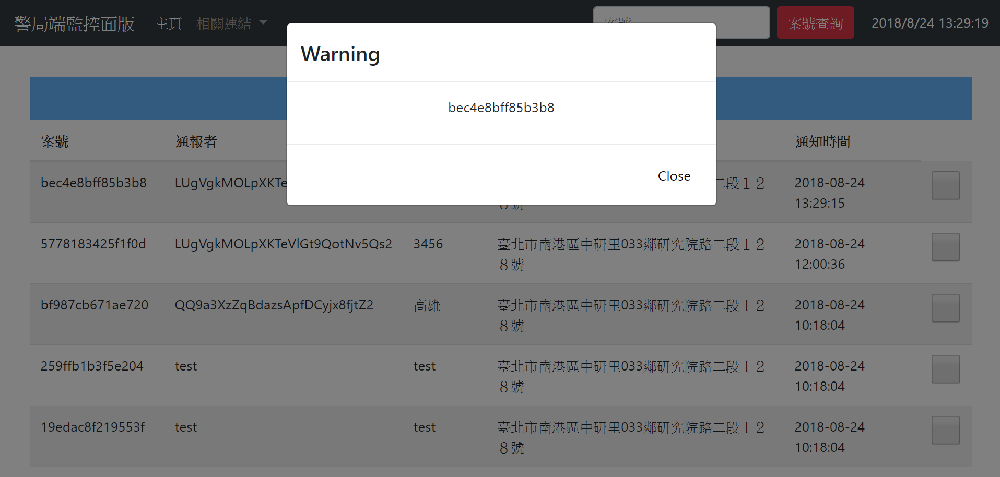 警局端監控面版 主頁 相關連結 案號查詢 2018/8/24 13:29:19
Warning
bec4e8bff85b3b8
Close
案號 通報者 通知時間
bec4e8bff85b3b8 LUgVgkMOLpXKTe 二段１２ 2018-08-24
13:29:15
5778183425f1f0d LUgVgkMOLpXKTeVlGt9QotNv5Qs2 3456 臺北市南港區中研里033鄰研究院路二段１２ 2018-08-24
８號 12:00:36
bf987cb671ae720 QQ9a3XzZqBdazsApfDCyjx8fjtZ2 高雄 臺北市南港區中研里033鄰研究院路二段１２ 2018-08-24
８號 10:18:04
259ffb1b3f5e204 test test 臺北市南港區中研里033鄰研究院路二段１２ 2018-08-24
８號 10:18:04
19edac8f219553f test test 臺北市南港區中研里033鄰研究院路二段１２ 2018-08-24
８號 10:18:04